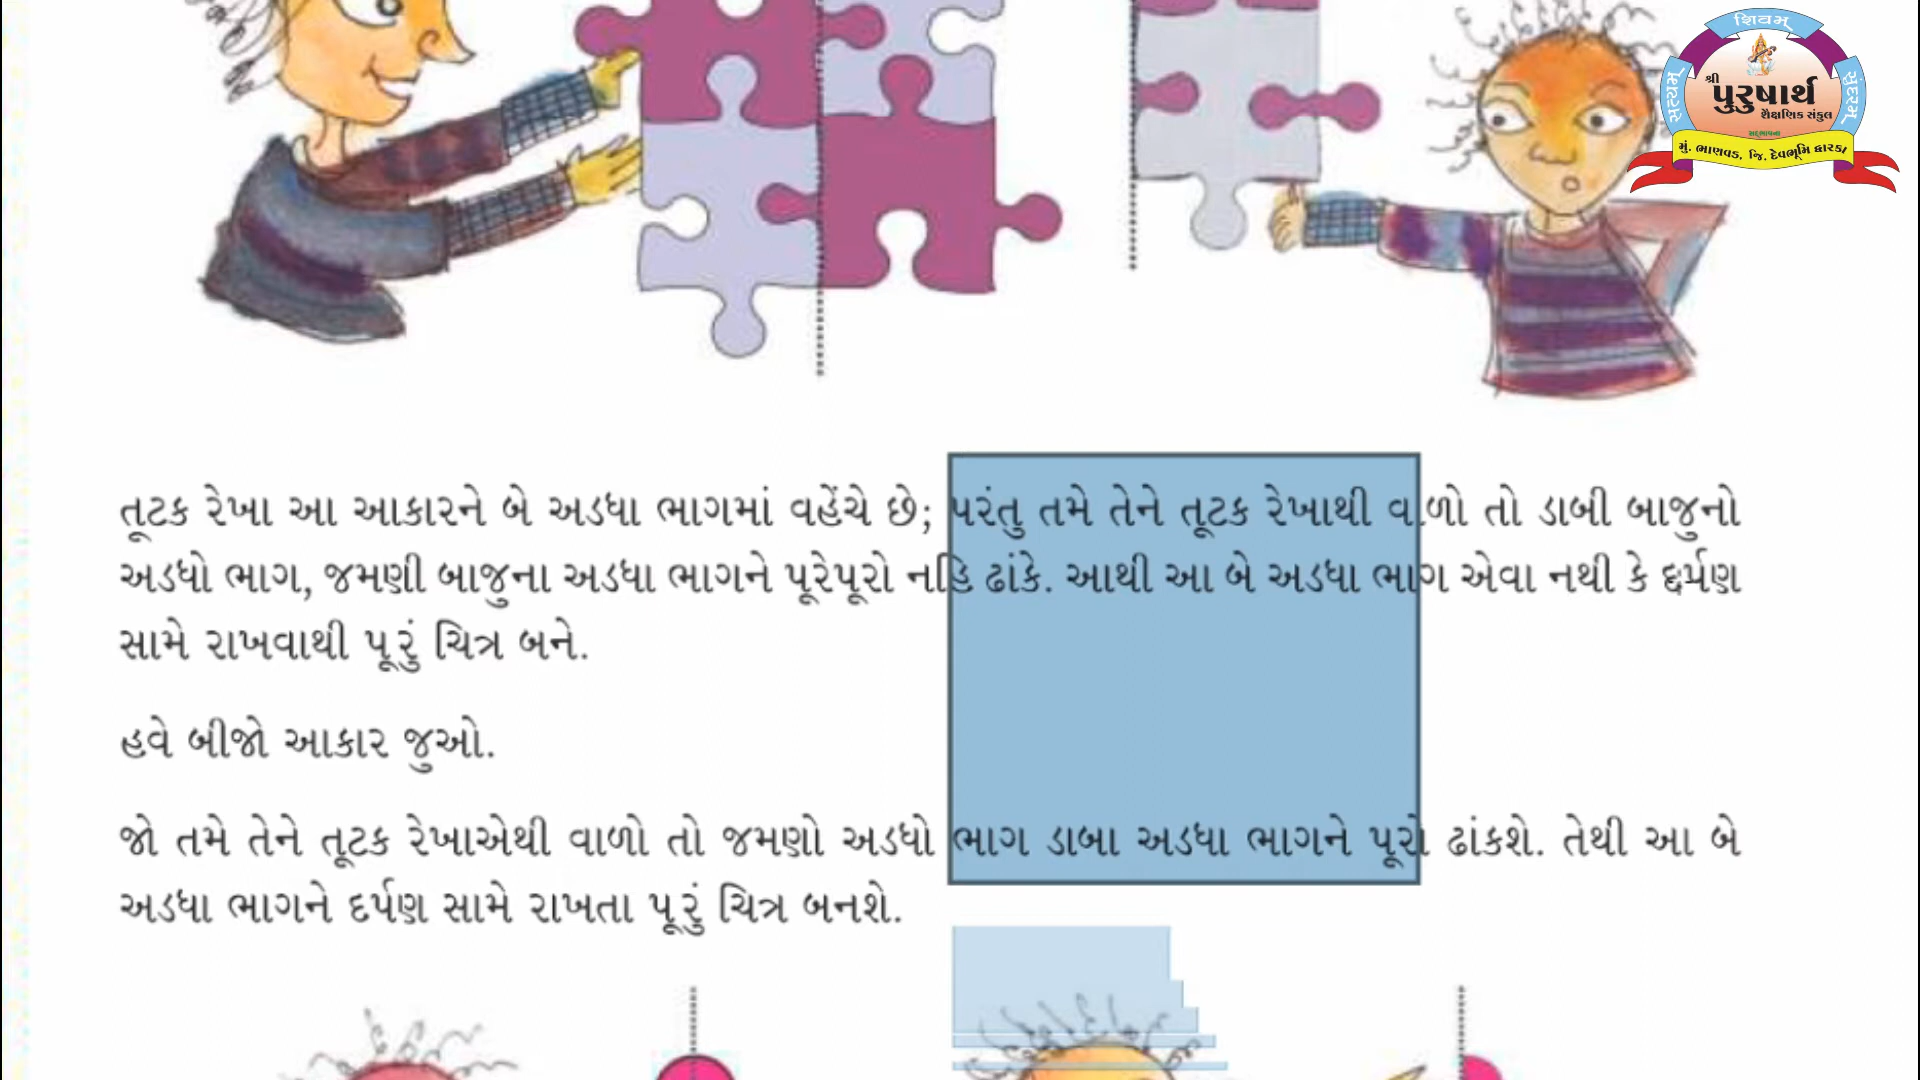 શિવમ્
સત્યમ્
સુંદરમ્
શ્રી
પુરુષાર્થ
શૈક્ષણિક સંકુલ
મું. ભાણવડ, જિ. દેવભૂમિ દ્વારકા
તૂટક રેખા આ આકારને બે અડધા ભાગમાં વહેંચે છે; પરંતુ તમે તેને તૂટક રેખાથી વાળો તો ડાબી બાજુનો
અડધો ભાગ, જમણી બાજુના અડધા ભાગને પૂરેપૂરો નહિ ઢાંકે. આથી આ બે અડધા ભાગ એવા નથી કે દર્પણ
સામે રાખવાથી પૂરું ચિત્ર બને.
હવે બીજો આકાર જુઓ.
જો તમે તેને તૂટક રેખાએથી વાળો તો જમણો અડધો ભાગ ડાબા અડધા ભાગને પૂરો ઢાંકશે. તેથી આ બે
અડધા ભાગને દર્પણ સામે રાખતા પૂરું ચિત્ર બનશે.